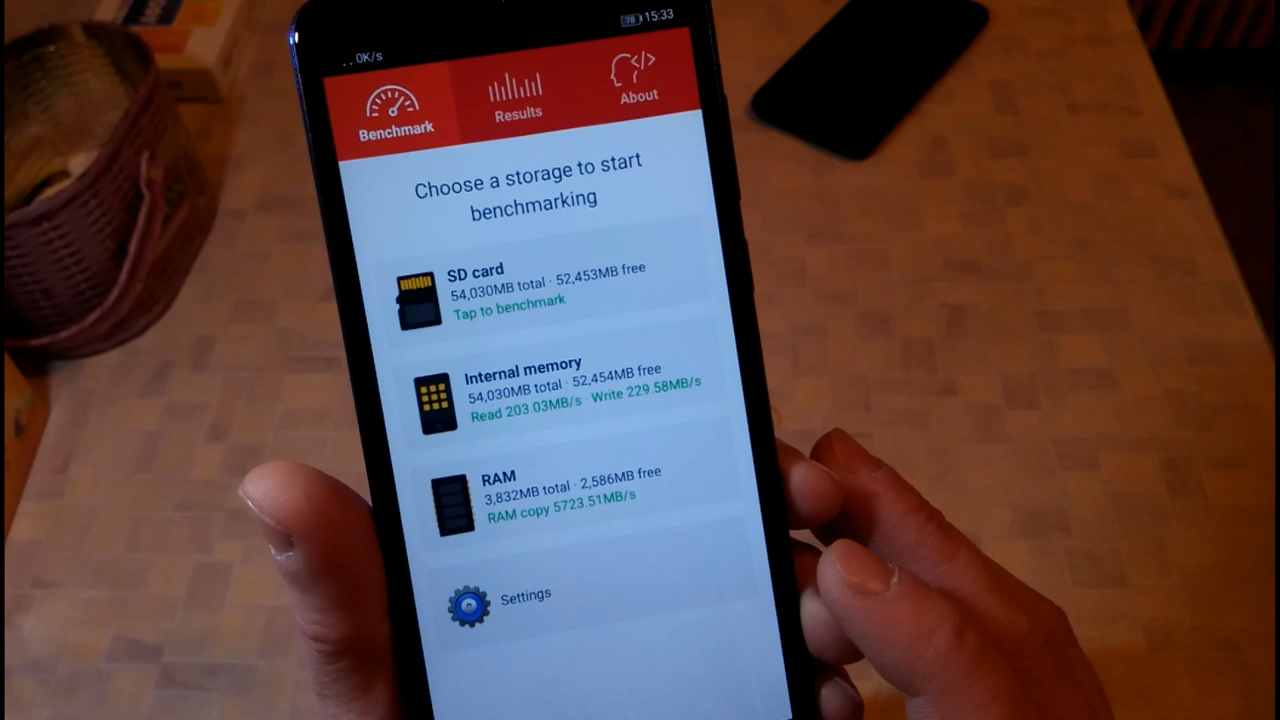 78 15:33
. . 0K/s
Benchmark
Results
About
Choose a storage to start
benchmarking
SD card
54,030MB total · 52,453MB free
Tap to benchmark
Internal memory
54,030MB total · 52,454MB free
Read 203.03MB/s · Write 229.58MB/s
RAM
3,832MB total · 2,586MB free
RAM copy 5723.51MB/s
Settings